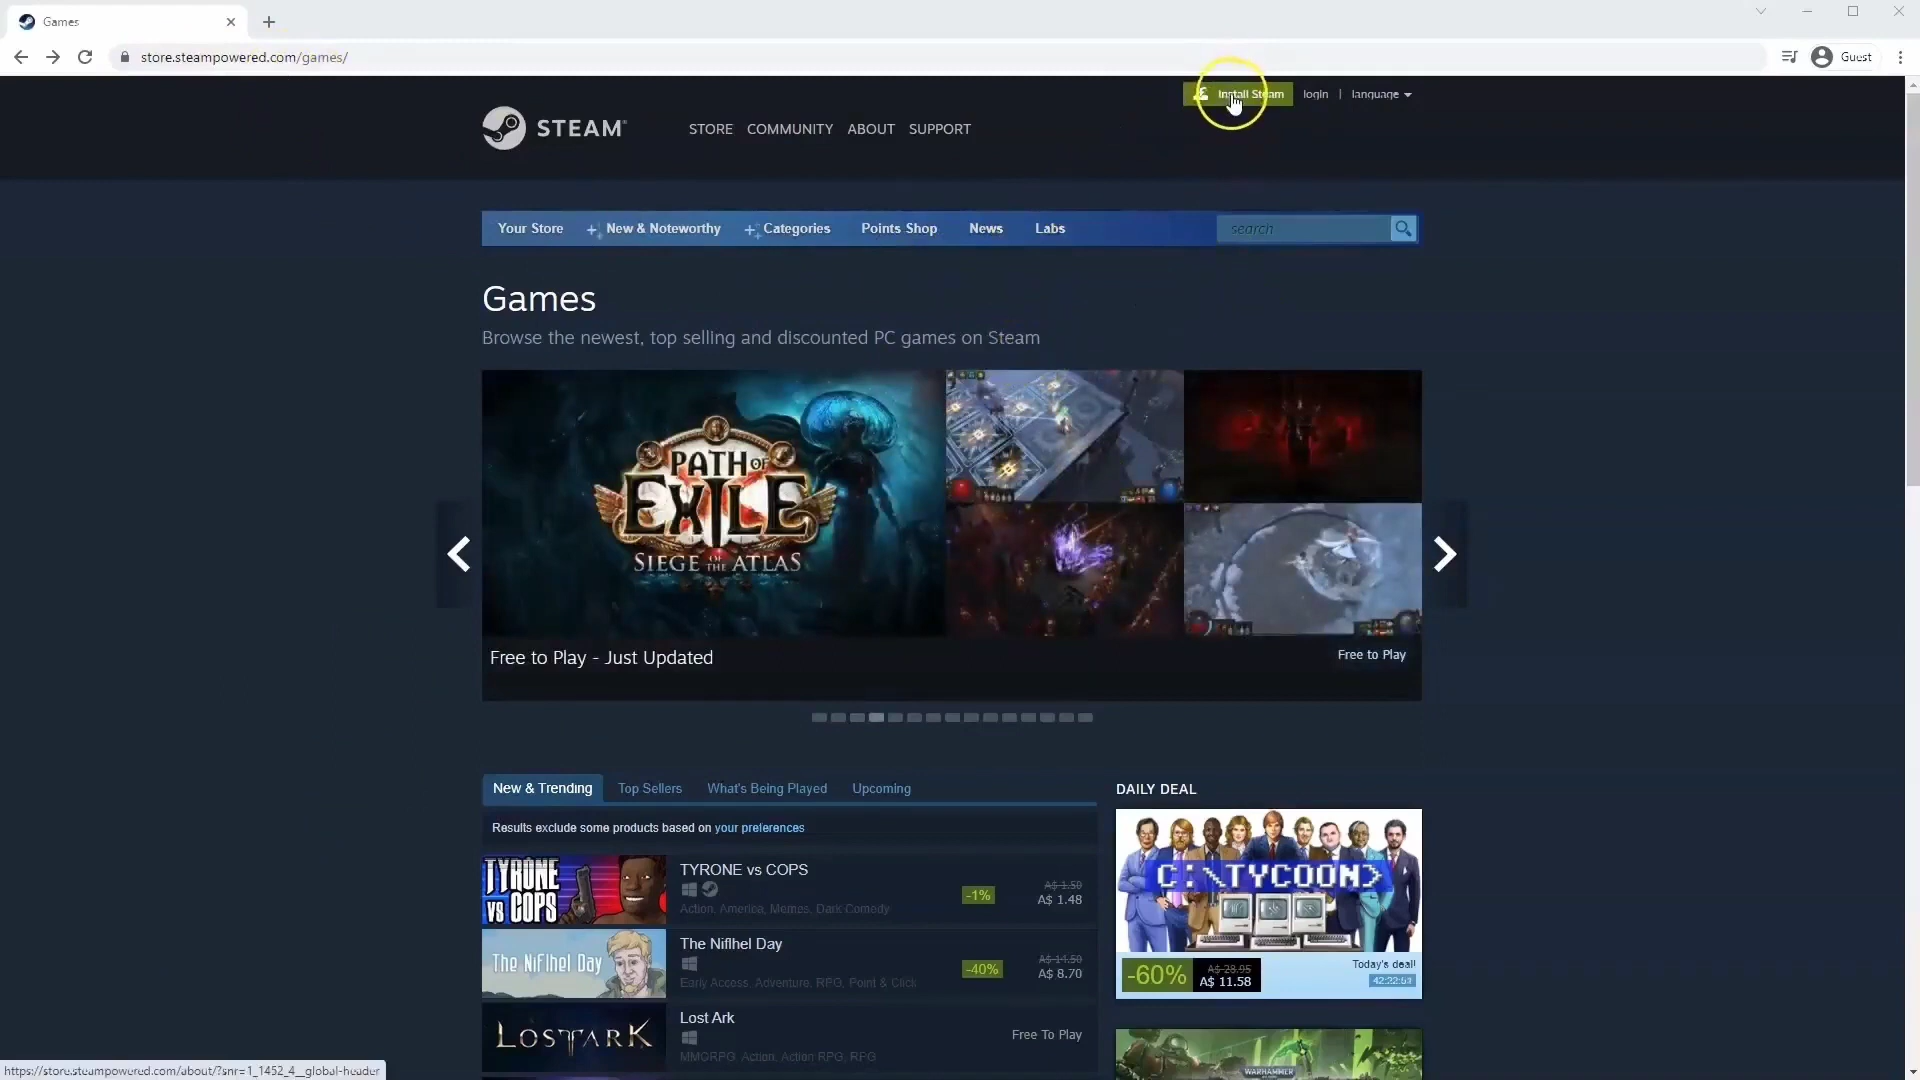 Games
store.steampowered.com/games/
Guest
Install Steam
login | language
STEAM
STORE COMMUNITY ABOUT SUPPORT
Your Store New & Noteworthy Categories Points Shop News Labs search
Games
Browse the newest, top selling and discounted PC games on Steam
PATH OF
EXILE
SIEGE OF THE ATLAS
Free to Play - Just Updated
Free to Play
New & Trending Top Sellers What's Being Played Upcoming
Results exclude some products based on your preferences
TYRONE
VS COPS
TYRONE vs COPS
Action, America, Memes, Dark Comedy
-1%
A$ 1.50
A$ 1.48
The Niflhel Day
The Niflhel Day
Early Access, Adventure, RPG, Point & Click
-40%
A$ 14.50
A$ 8.70
LOST ARK
Lost Ark
MMORPG, Action, Action RPG, RPG
Free To Play
DAILY DEAL
C:\TYCOON>
-60%
A$ 28.95
A$ 11.58
Today's deal!
WARHAMMER
https://store.steampowered.com/about/?snr=1_1452_4__global-header